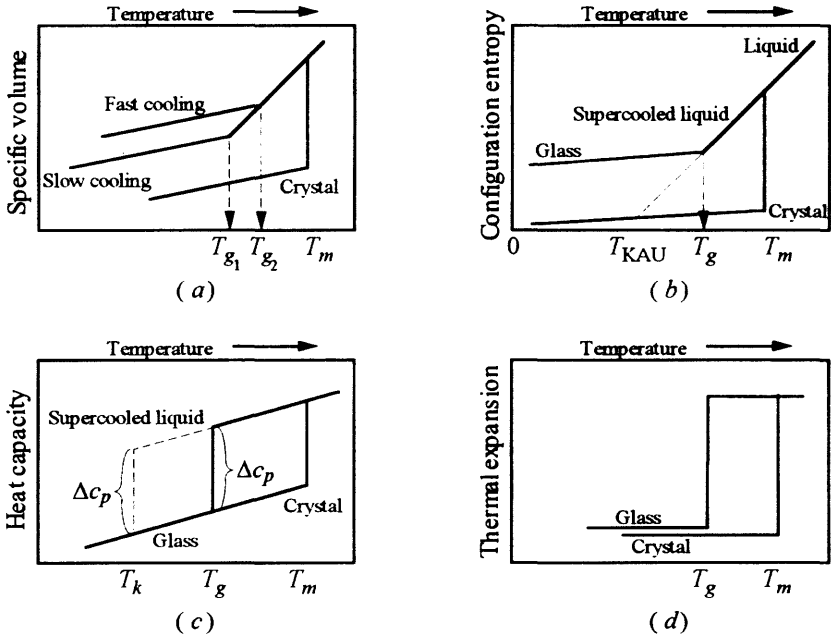 Temperature
Specific volume
Fast cooling
Slow cooling
Crystal
T_{g_1} T_{g_2} T_m
(a)
Temperature
Configuration entropy
Liquid
Supercooled liquid
Glass
Crystal
0 T_{KAU} T_g T_m
(b)
Temperature
Heat capacity
Supercooled liquid
Δc_p Δc_p
Crystal
Glass
T_k T_g T_m
(c)
Temperature
Thermal expansion
Glass
Crystal
T_g T_m
(d)